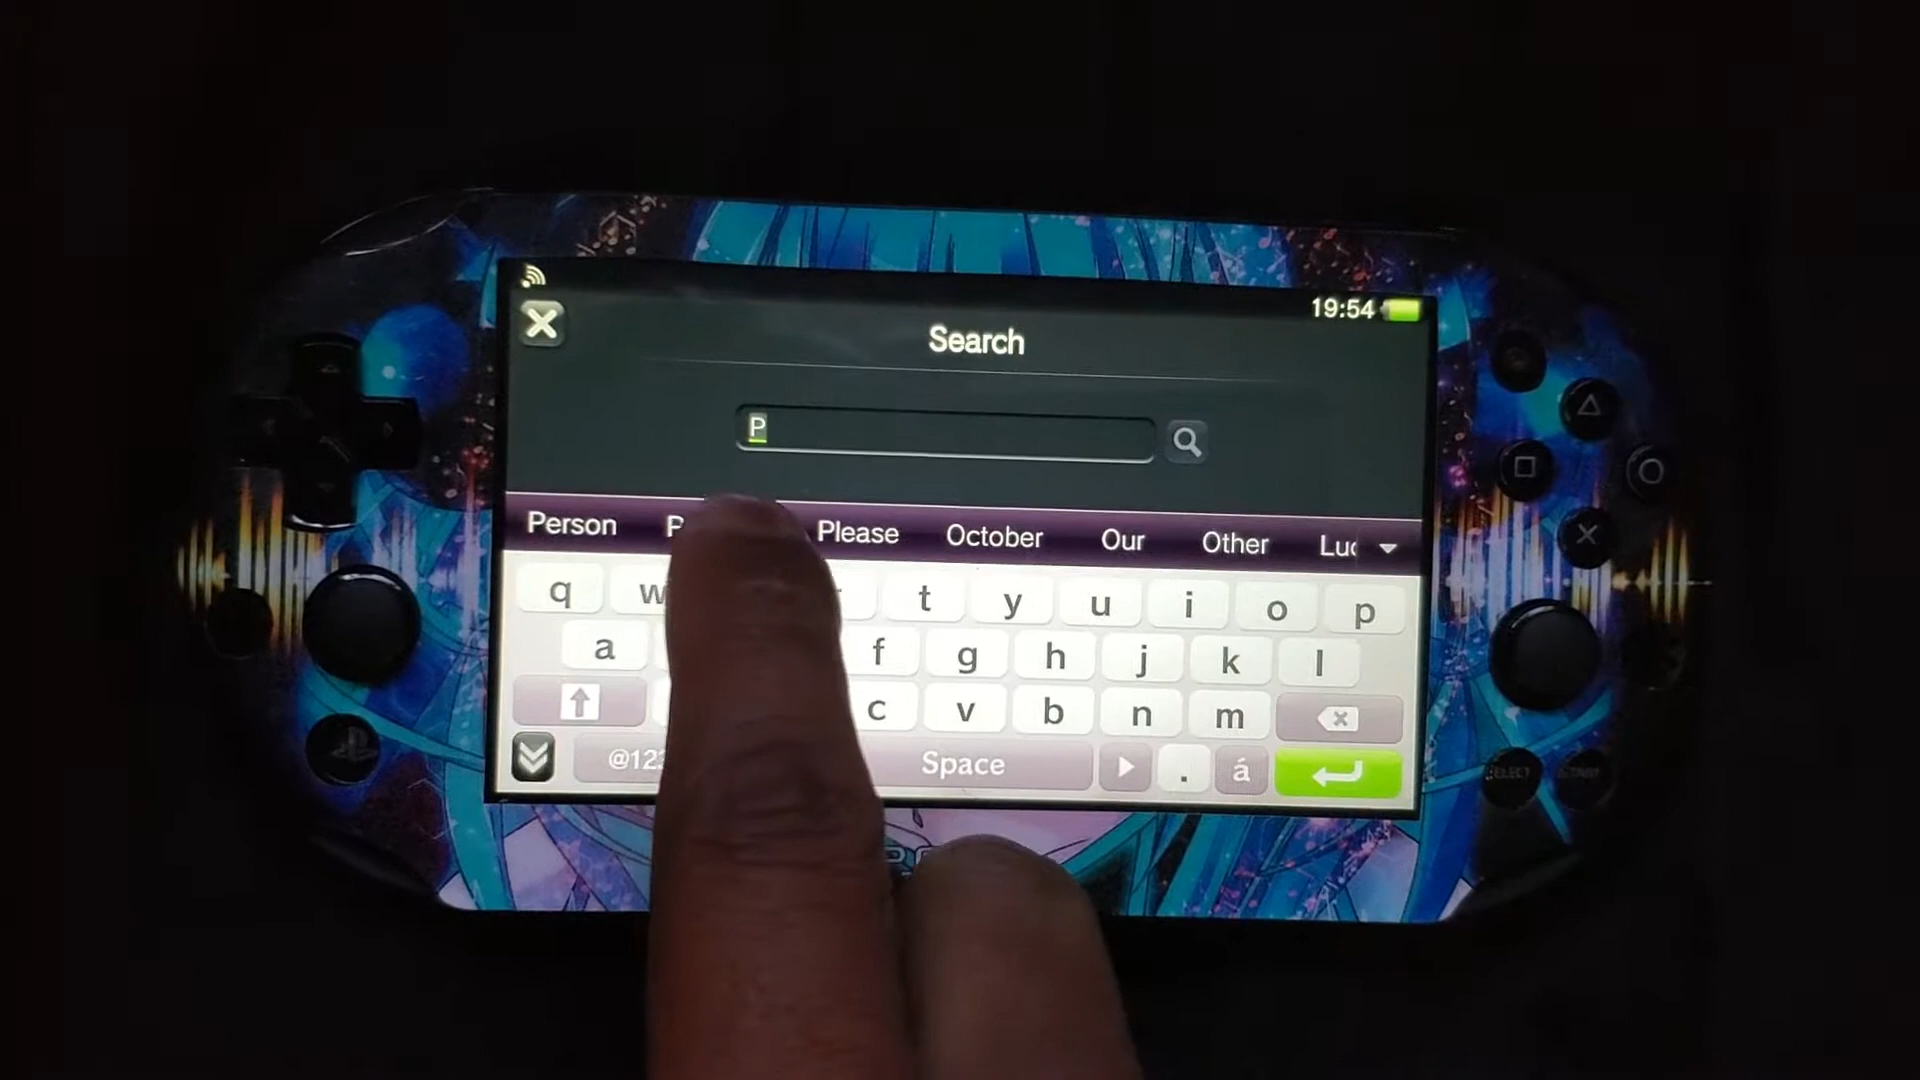 19:54
Search
P
Person Please October Our Other
q w t y u i o p
a f g h j k l
c v b n m
Space . á